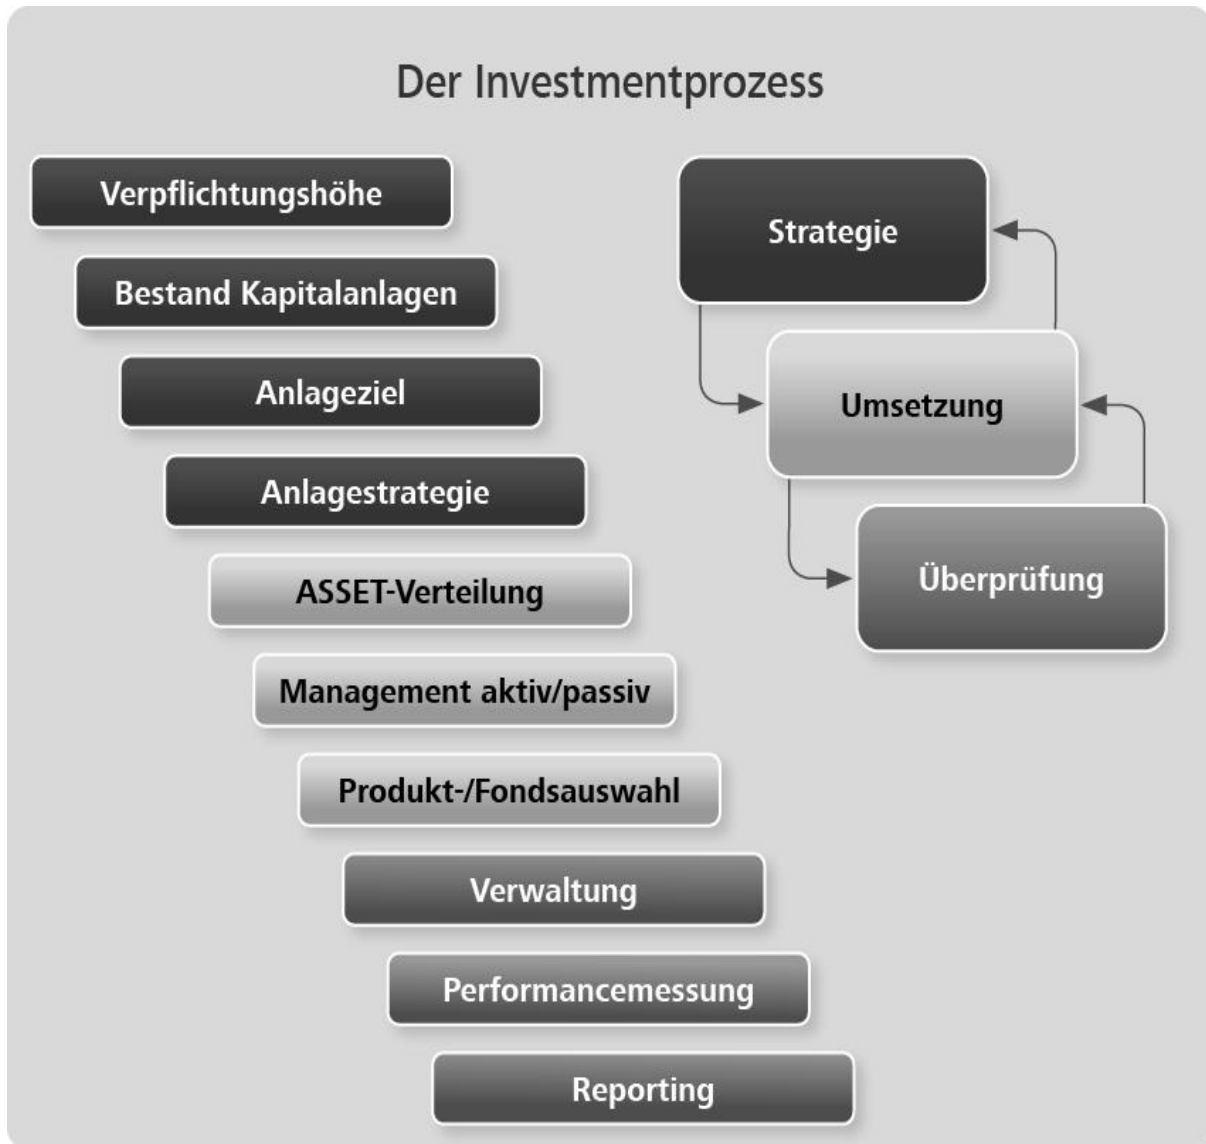 Der Investmentprozess
Verpflichtungshöhe
Bestand Kapitalanlagen
Anlageziel
Anlagestrategie
ASSET-Verteilung
Management aktiv/passiv
Produkt-/Fondsauswahl
Verwaltung
Performancemessung
Reporting
Strategie
Umsetzung
Überprüfung